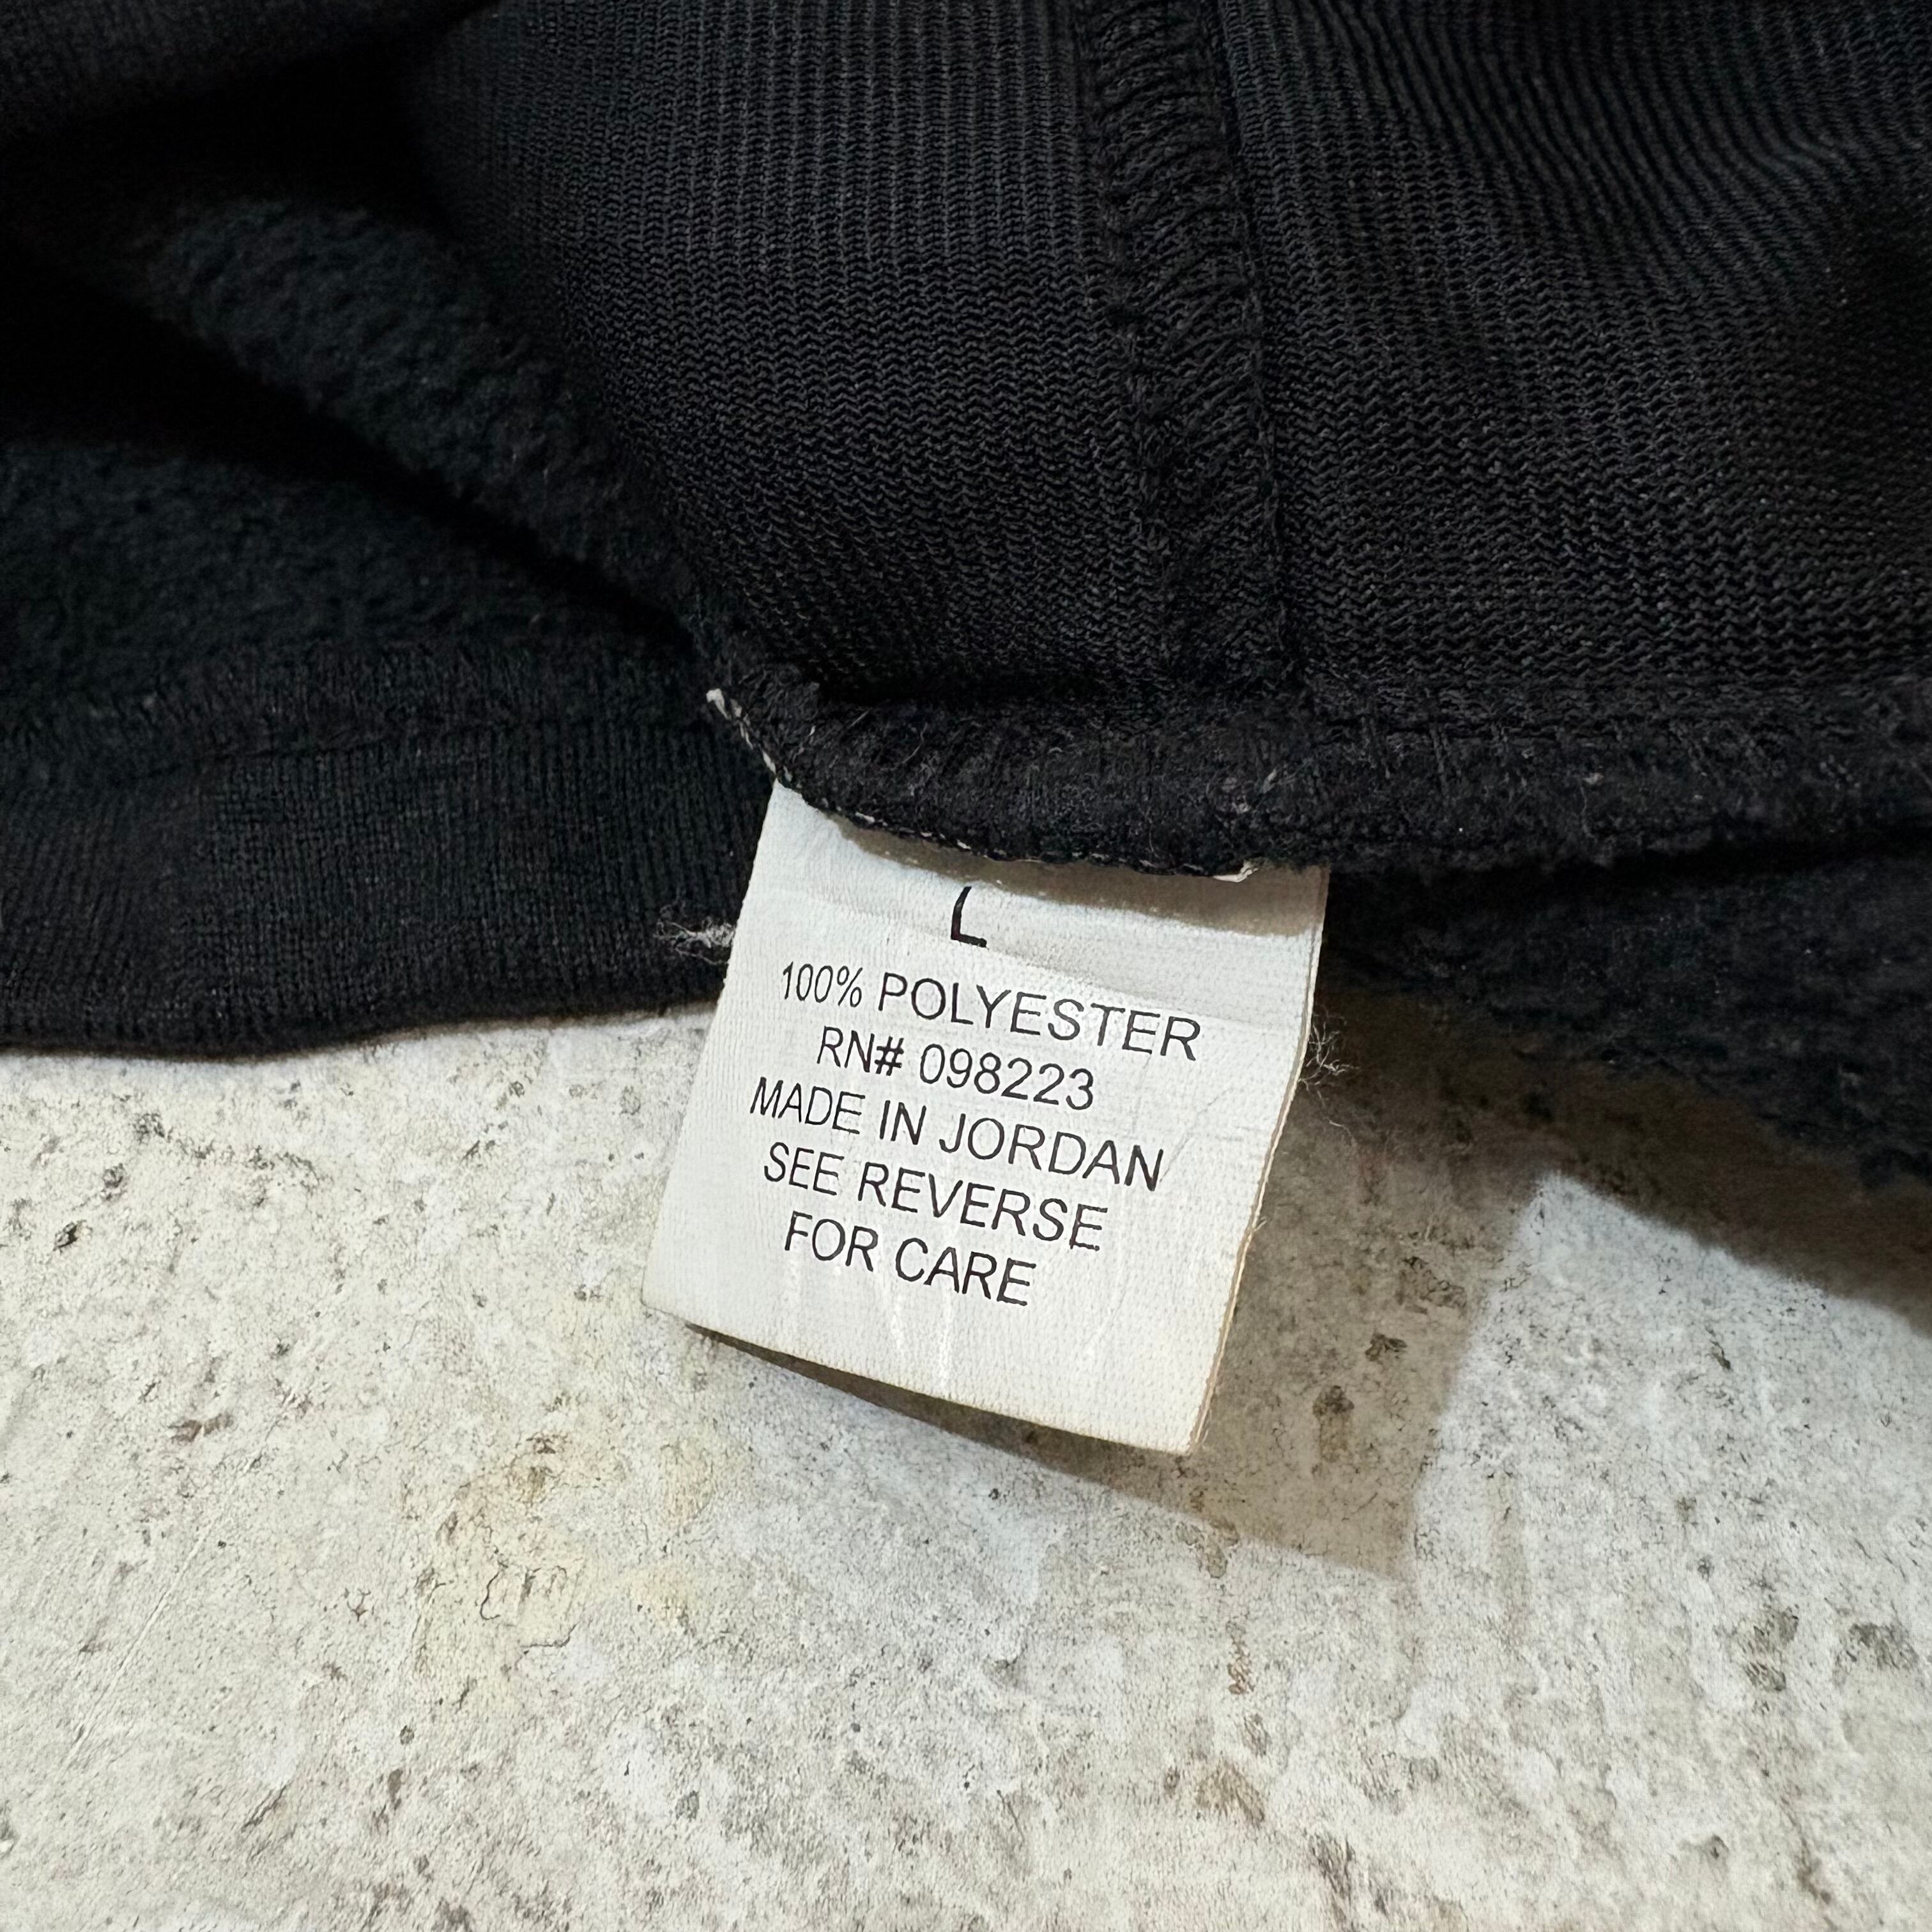 L
100% POLYESTER
RN# 098223
MADE IN JORDAN
SEE REVERSE
FOR CARE